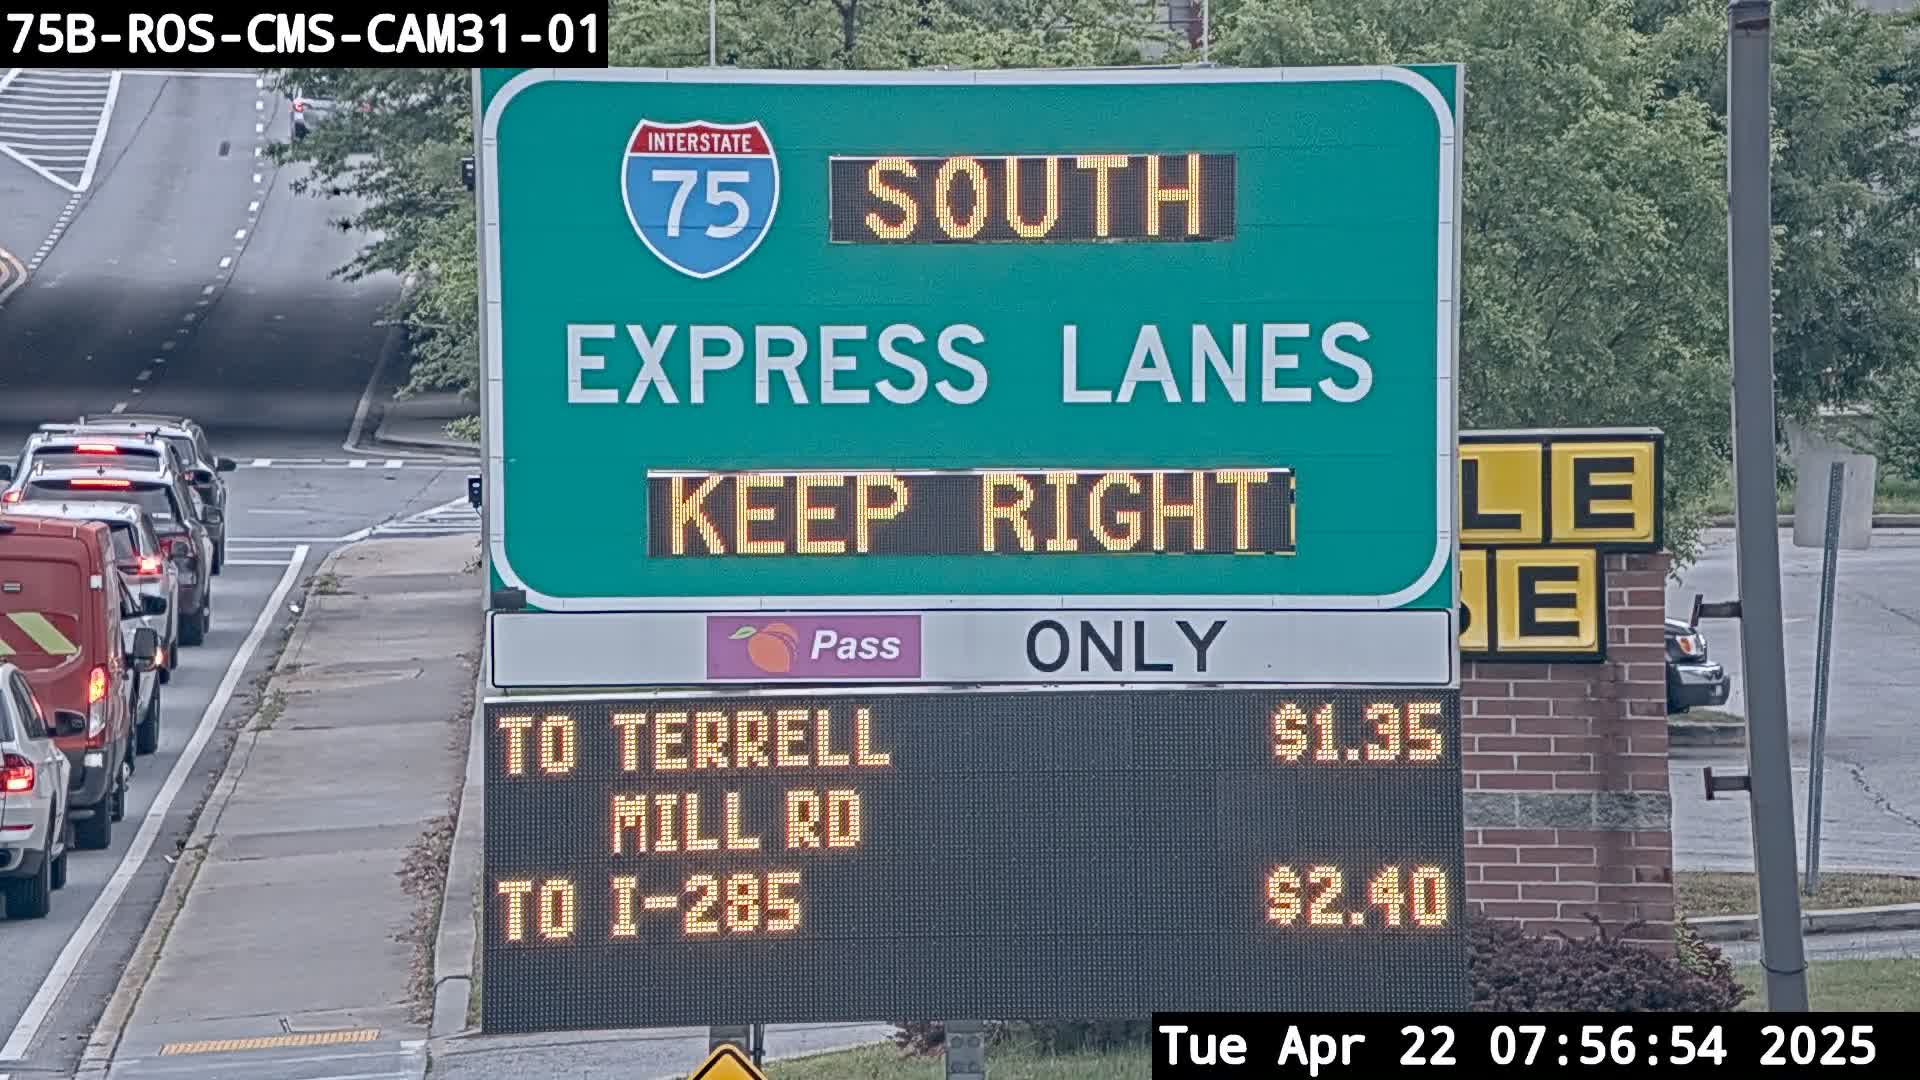 75B-ROS-CMS-CAM31-01
INTERSTATE
75
SOUTH
EXPRESS LANES
KEEP RIGHT
Pass ONLY
TO TERRELL $1.35
MILL RD
TO I-285 $2.40
LE
E
Tue Apr 22 07:56:54 2025